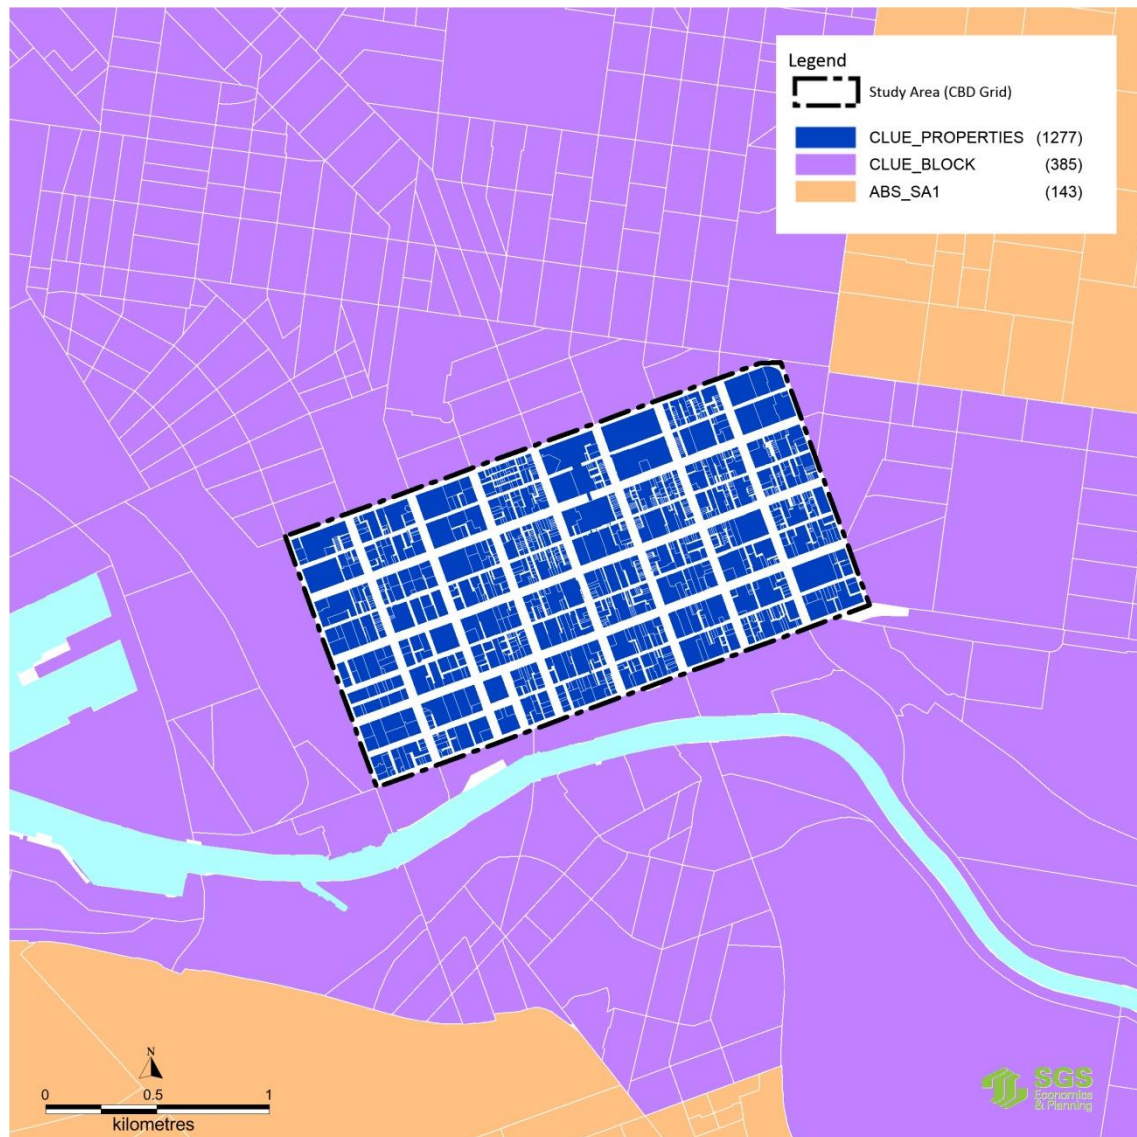 Legend
Study Area (CBD Grid)
CLUE_PROPERTIES (1277)
CLUE_BLOCK (385)
ABS_SA1 (143)
N
0 0.5 1
kilometres
SGS
Economics
& Planning